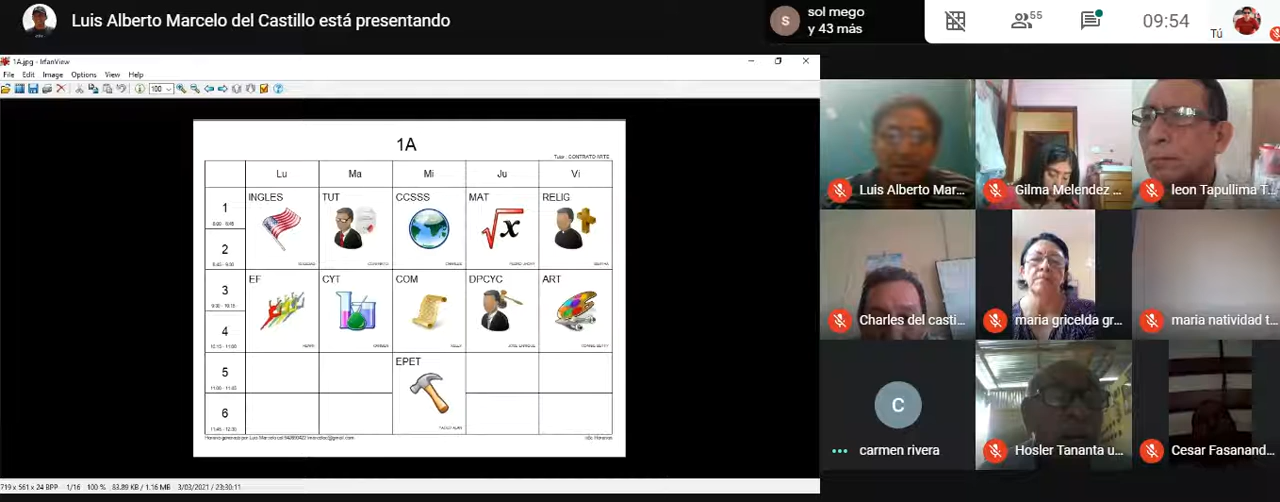 Luis Alberto Marcelo del Castillo está presentando
S
sol mego
y 43 más
55
09:54
Tú
1A.jpg - IrfanView
File Edit Image Options View Help
100
1A
Tutor : CONTRATO ARTE
Lu Ma Mi Ju Vi
1 INGLES TUT CCSSS MAT RELIG
2
3 EF CYT COM DPCYC ART
4
5 EPET
6
719 x 561 x 24 BPP 1/16 100 % 83.89 KB / 1.16 MB 3/03/2021 / 23:30:11
Luis Alberto Mar...
Gilma Melendez ...
leon Tapullima T...
Charles del casti...
maria gricelda gr...
maria natividad t...
C
carmen rivera
Hosler Tananta u...
Cesar Fasanand...